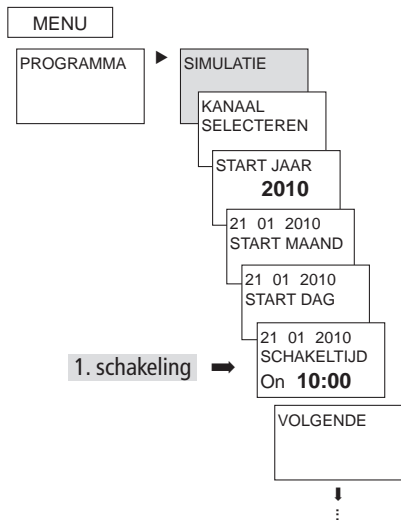 MENU
PROGRAMMA
SIMULATIE
KANAAL
SELECTEREN
START JAAR
2010
21 01 2010
START MAAND
21 01 2010
START DAG
21 01 2010
SCHAKELTIJD
On 10:00
1. schakeling
VOLGENDE